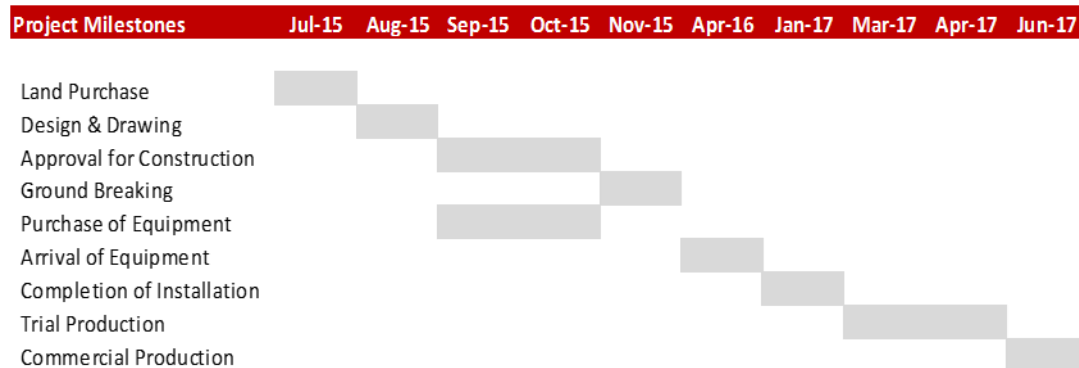 Project Milestones Jul-15 Aug-15 Sep-15 Oct-15 Nov-15 Apr-16 Jan-17 Mar-17 Apr-17 Jun-17
Land Purchase
Design & Drawing
Approval for Construction
Ground Breaking
Purchase of Equipment
Arrival of Equipment
Completion of Installation
Trial Production
Commercial Production